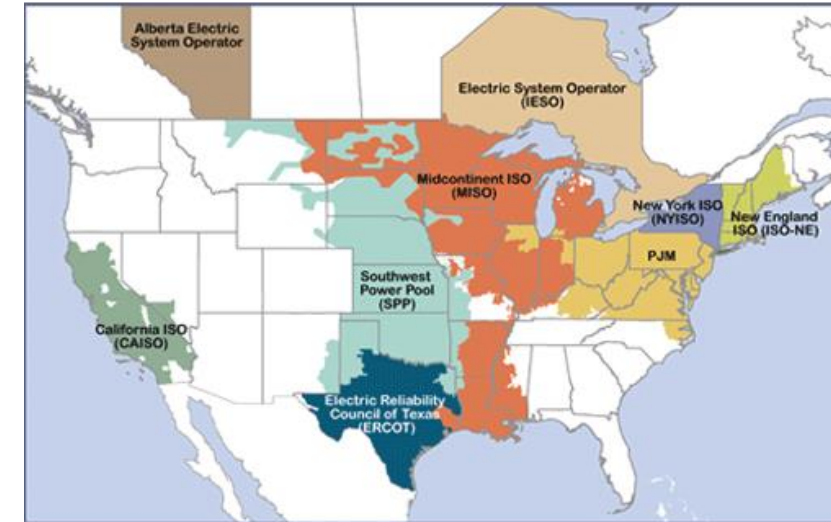 Alberta Electric
System Operator
Electric System Operator
(IESO)
Midcontinent ISO
(MISO)
New York ISO
(NYISO)
New England
ISO (ISO-NE)
PJM
Southwest
Power Pool
(SPP)
California ISO
(CAISO)
Electric Reliability
Council of Texas
(ERCOT)